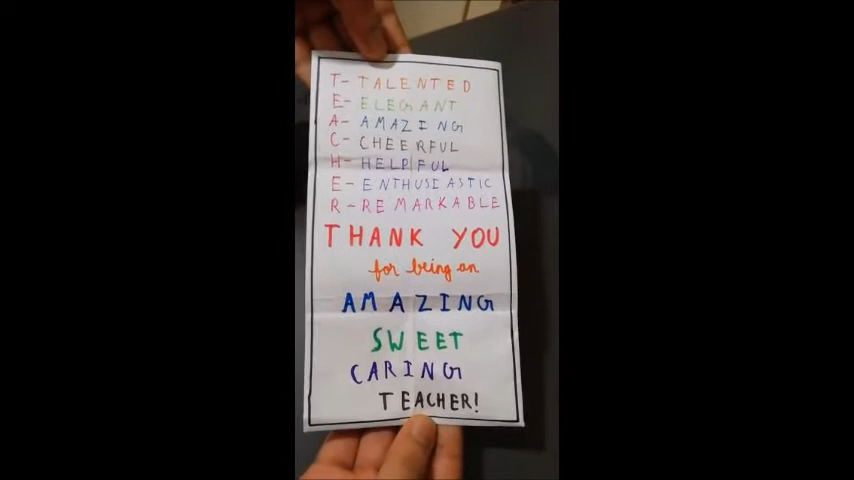 T- TALENTED
E- ELEGANT
A- AMAZING
C- CHEERFUL
H- HELPFUL
E- ENTHUSIASTIC
R- REMARKABLE
THANK YOU
for being an
AMAZING
SWEET
CARING
TEACHER!